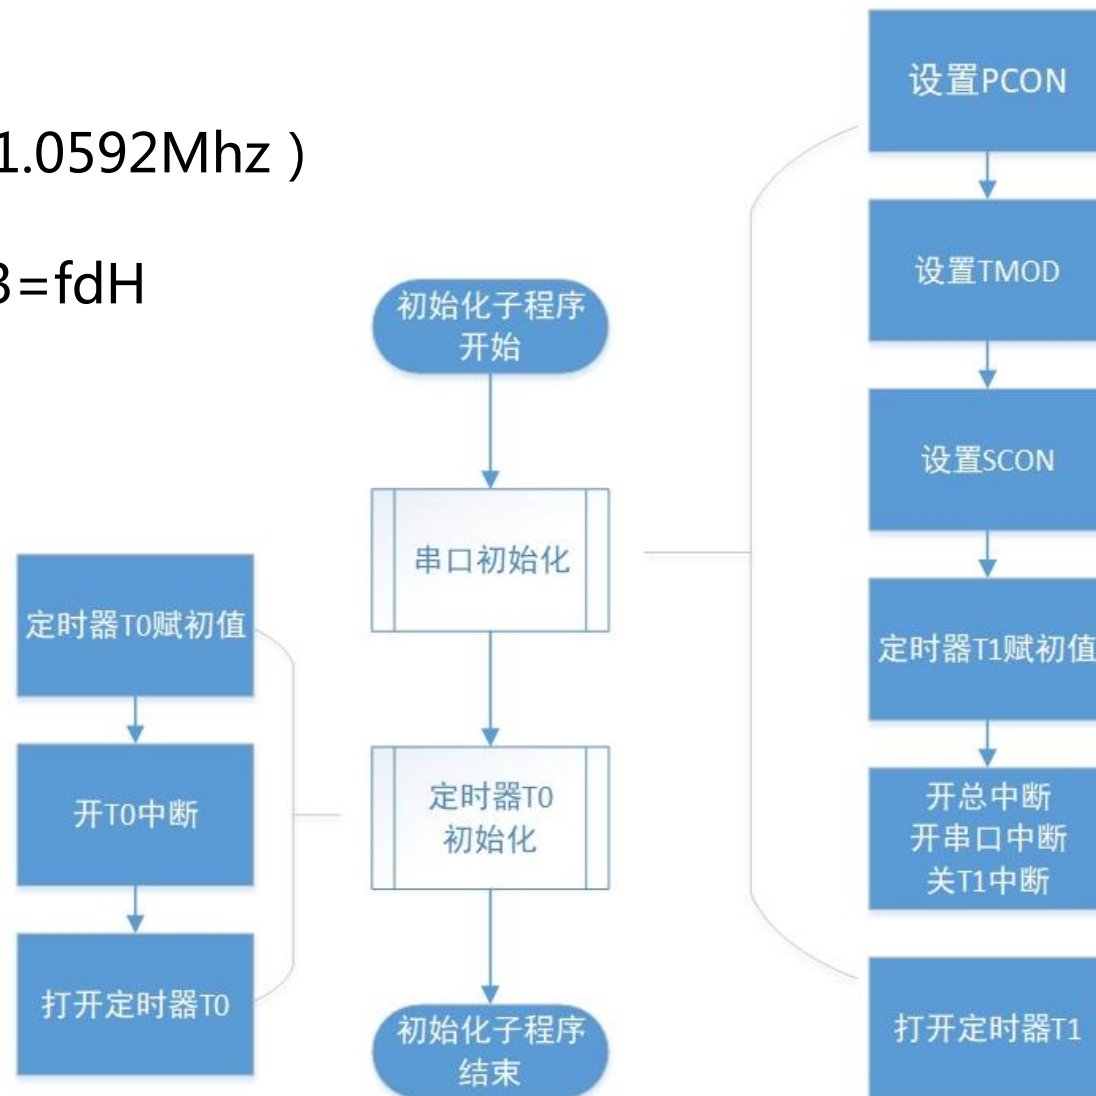 1.0592Mhz ）
3=fdH
初始化子程序
开始
串口初始化
定时器T0
初始化
初始化子程序
结束
定时器T0赋初值
开T0中断
打开定时器T0
设置PCON
设置TMOD
设置SCON
定时器T1赋初值
开总中断
开串口中断
关T1中断
打开定时器T1